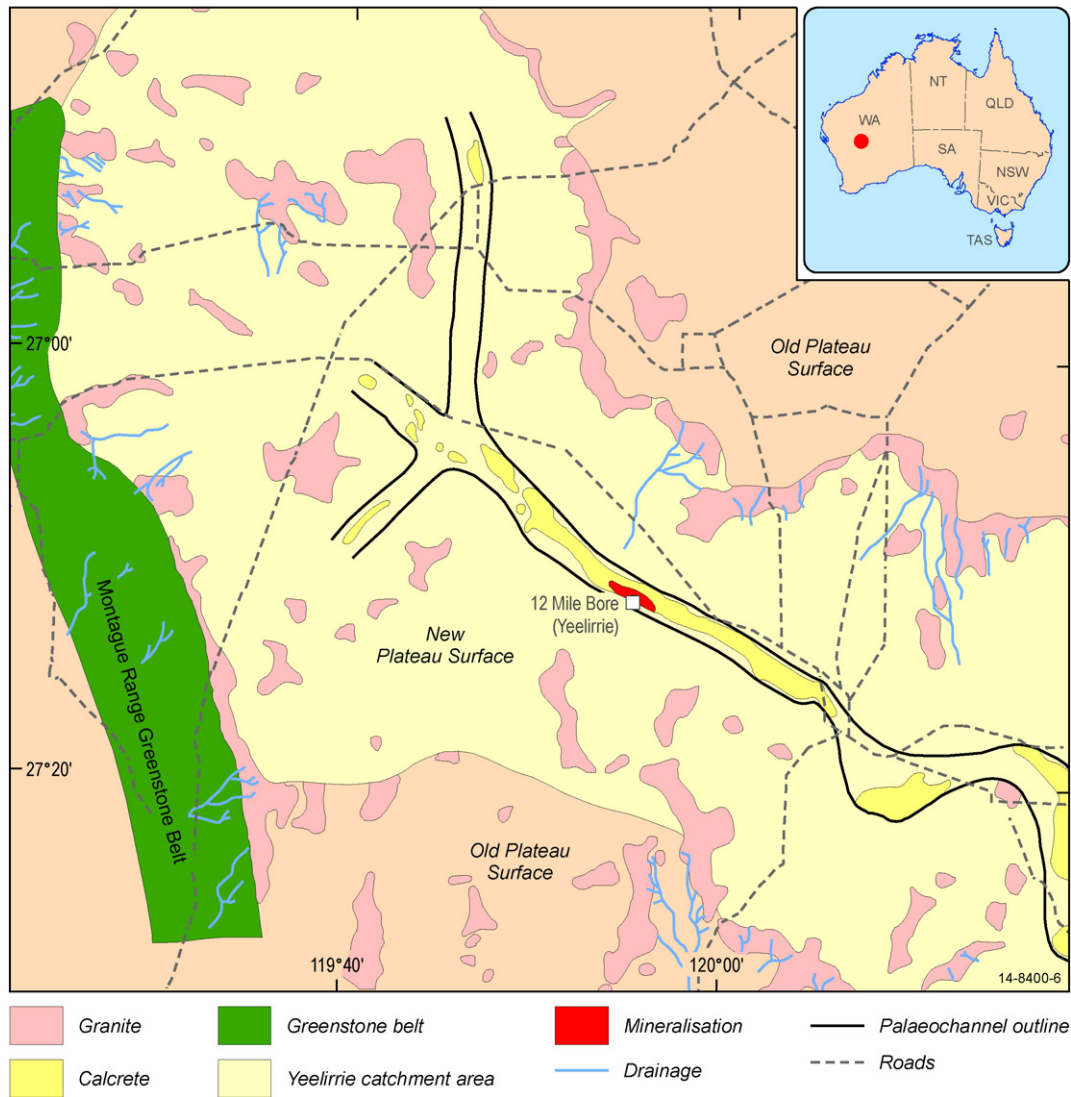 NT
QLD
WA
SA
NSW
VIC
TAS
27°00'
Old Plateau
Surface
12 Mile Bore
(Yeelirrie)
New
Plateau Surface
Montague Range Greenstone Belt
27°20'
Old Plateau
Surface
119°40'
120°00'
14-8400-6
Granite
Greenstone belt
Mineralisation
Palaeochannel outline
Calcrete
Yeelirrie catchment area
Drainage
Roads